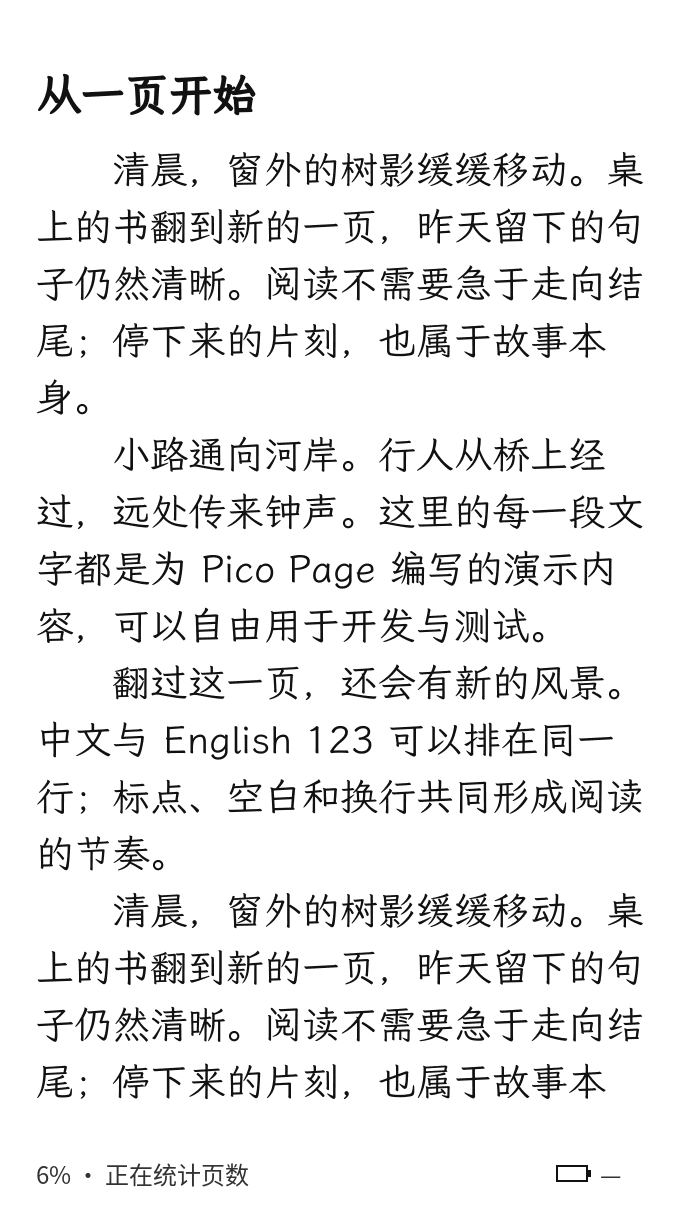 从一页开始
清晨，窗外的树影缓缓移动。桌
上的书翻到新的一页，昨天留下的句
子仍然清晰。阅读不需要急于走向结
尾；停下来的片刻，也属于故事本
身。
小路通向河岸。行人从桥上经
过，远处传来钟声。这里的每一段文
字都是为 Pico Page 编写的演示内
容，可以自由用于开发与测试。
翻过这一页，还会有新的风景。
中文与 English 123 可以排在同一
行；标点、空白和换行共同形成阅读
的节奏。
清晨，窗外的树影缓缓移动。桌
上的书翻到新的一页，昨天留下的句
子仍然清晰。阅读不需要急于走向结
尾；停下来的片刻，也属于故事本
6% · 正在统计页数 —